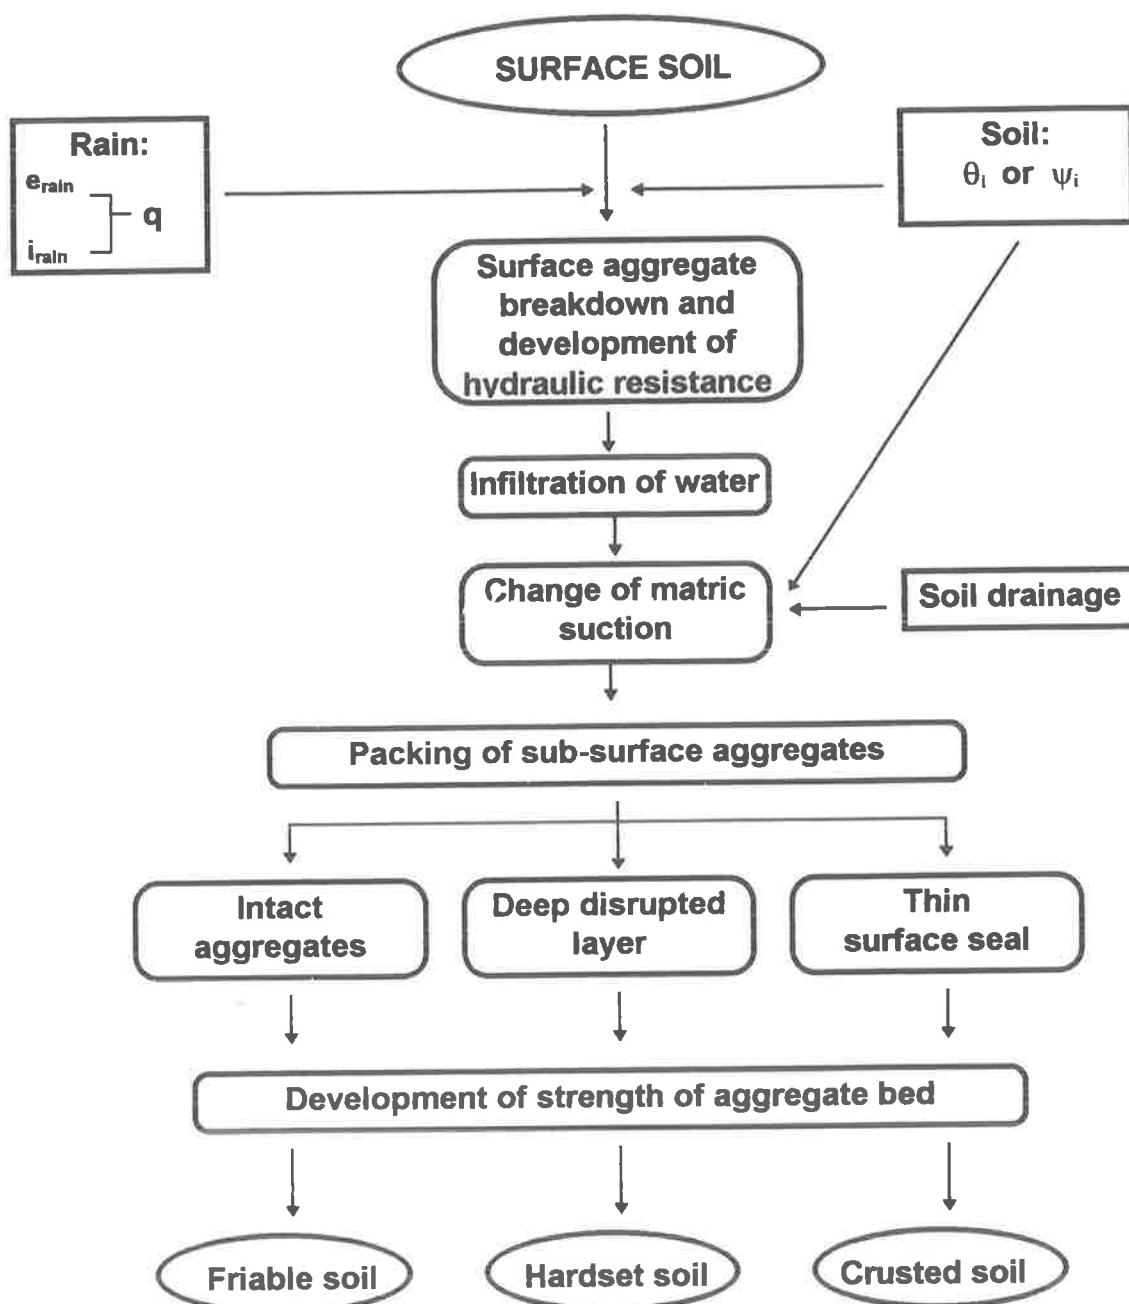 SURFACE SOIL
Rain:
e_rain
q
i_rain
Soil:
θi or ψi
Surface aggregate
breakdown and
development of
hydraulic resistance
Infiltration of water
Change of matric
suction
Soil drainage
Packing of sub-surface aggregates
Intact
aggregates
Deep disrupted
layer
Thin
surface seal
Development of strength of aggregate bed
Friable soil
Hardset soil
Crusted soil